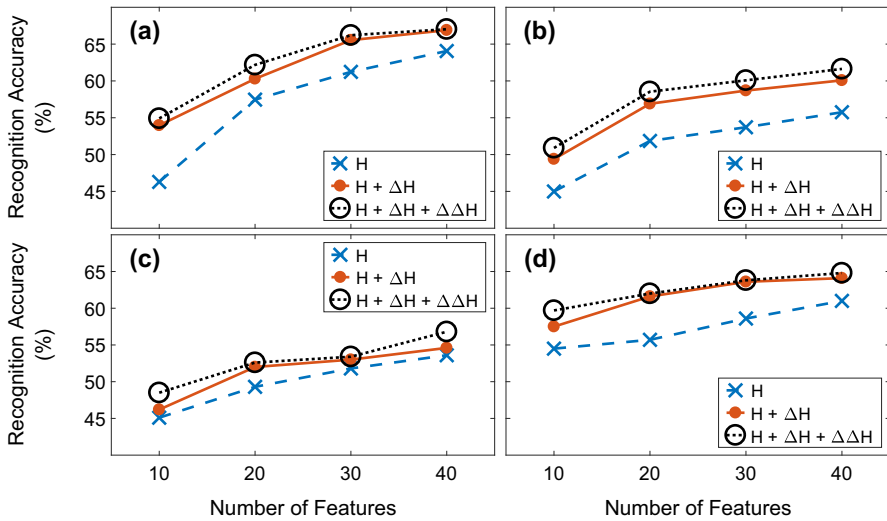 Recognition Accuracy
(%)
(a)
65
60
55
50
45
H
H + ΔH
H + ΔH + ΔΔH
(b)
H
H + ΔH
H + ΔH + ΔΔH
Recognition Accuracy
(%)
(c)
65
60
55
50
45
H
H + ΔH
H + ΔH + ΔΔH
10 20 30 40
Number of Features
(d)
H
H + ΔH
H + ΔH + ΔΔH
10 20 30 40
Number of Features